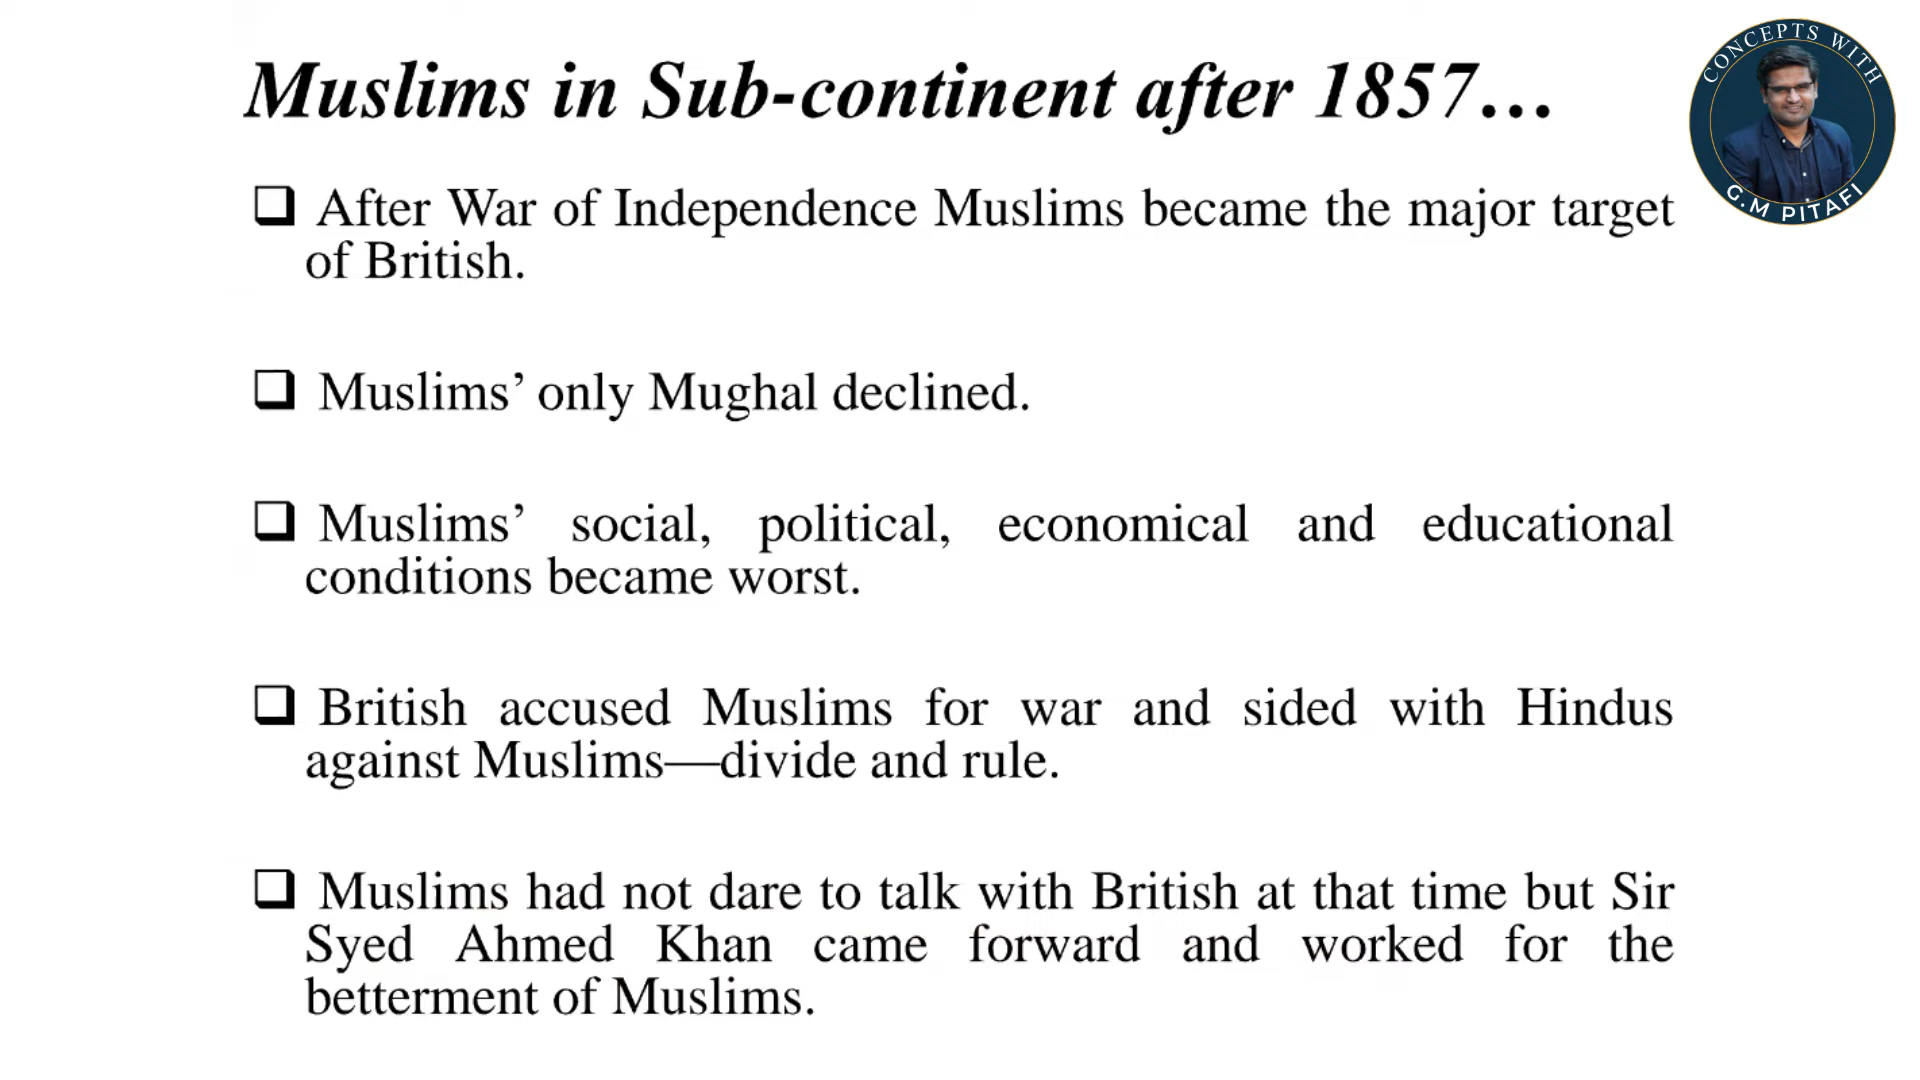 Muslims in Sub-continent after 1857…
CONCEPTS WITH
G.M PITAFI
❑ After War of Independence Muslims became the major target
of British.
❑ Muslims’ only Mughal declined.
❑ Muslims’ social, political, economical and educational
conditions became worst.
❑ British accused Muslims for war and sided with Hindus
against Muslims—divide and rule.
❑ Muslims had not dare to talk with British at that time but Sir
Syed Ahmed Khan came forward and worked for the
betterment of Muslims.